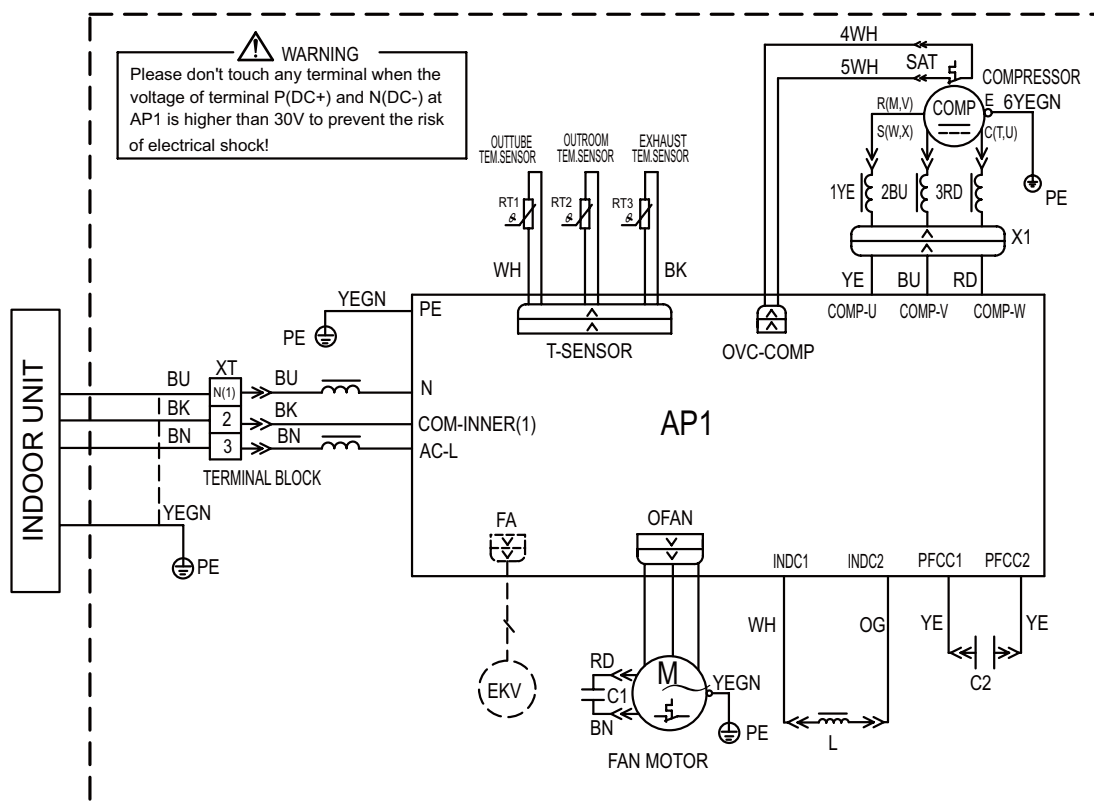 WARNING
Please don't touch any terminal when the
voltage of terminal P(DC+) and N(DC-) at
AP1 is higher than 30V to prevent the risk
of electrical shock!
4WH
5WH
SAT
COMPRESSOR
COMP
E
6YEGN
R(M,V)
S(W,X)
C(T,U)
PE
1YE
2BU
3RD
X1
YE
BU
RD
OUTTUBE
TEM.SENSOR
OUTROOM
TEM.SENSOR
EXHAUST
TEM.SENSOR
RT1
RT2
RT3
WH
BK
YEGN
PE
PE
T-SENSOR
OVC-COMP
COMP-U
COMP-V
COMP-W
INDOOR UNIT
XT
BU
N(1)
BU
N
BK
2
BK
COM-INNER(1)
BN
3
BN
AC-L
TERMINAL BLOCK
AP1
YEGN
PE
FA
OFAN
INDC1
INDC2
PFCC1
PFCC2
WH
OG
YE
YE
C2
EKV
RD
C1
BN
M
YEGN
PE
FAN MOTOR
L